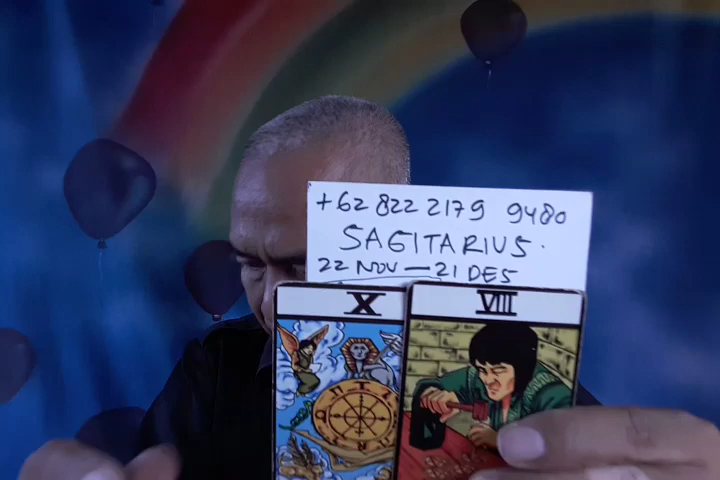 +62 822 2179 9480
SAGITARIUS.
22 NOV — 21 DES
X VIII